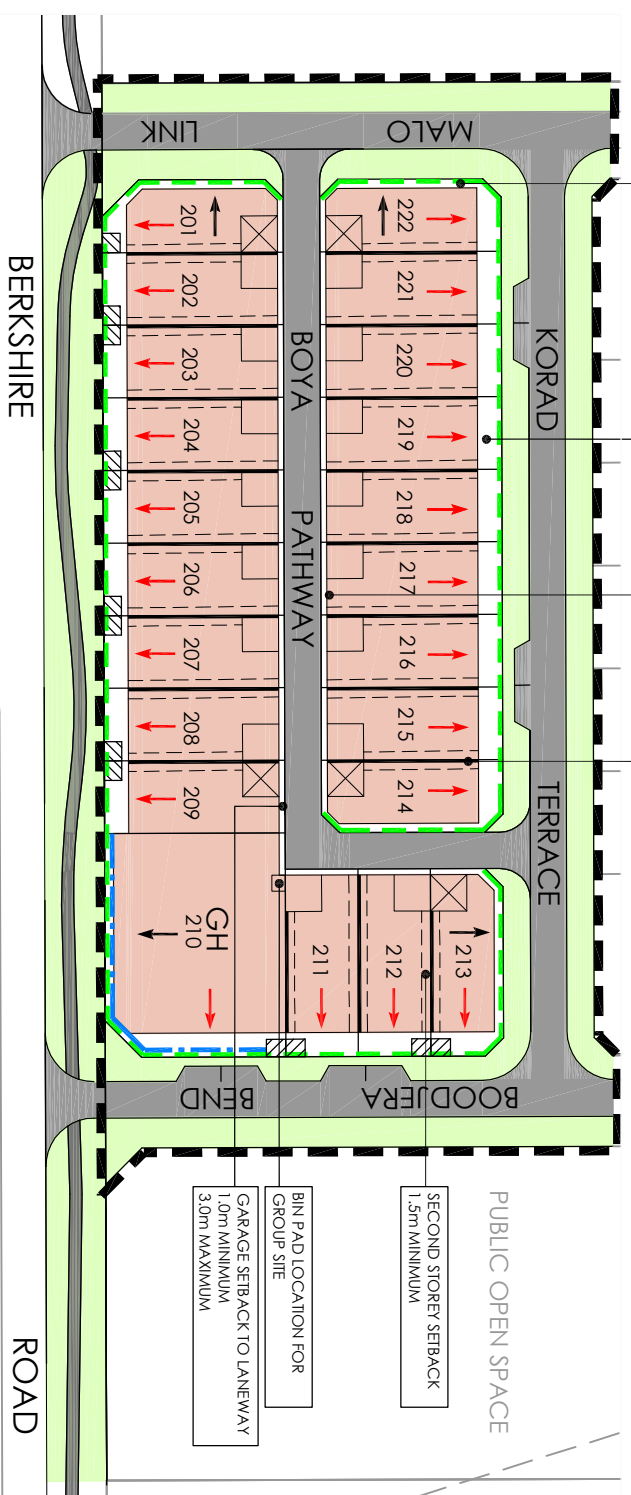 MALO
LINK
KORAD
TERRACE
BOYA
PATHWAY
BERKSHIRE
ROAD
BOODJERA
BEND
222
221
220
219
218
217
216
215
214
201
202
203
204
205
206
207
208
209
GH
210
211
212
213
PUBLIC OPEN SPACE
SECOND STOREY SETBACK
1.5m MINIMUM
BIN PAD LOCATION FOR
GROUP SITE
GARAGE SETBACK TO LANEWAY
1.0m MINIMUM
3.0m MAXIMUM